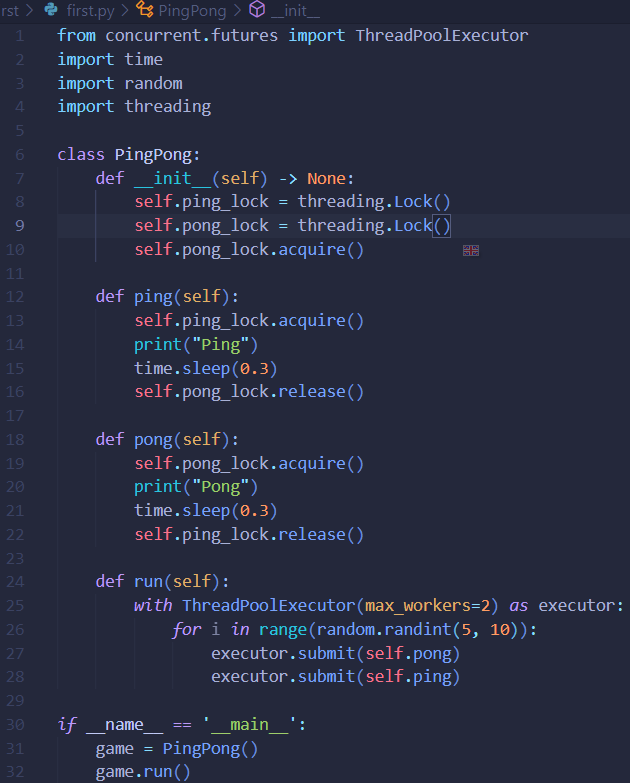 rst > first.py > PingPong > __init__
1 from concurrent.futures import ThreadPoolExecutor
2 import time
3 import random
4 import threading
5
6 class PingPong:
7     def __init__(self) -> None:
8         self.ping_lock = threading.Lock()
9         self.pong_lock = threading.Lock()
10         self.pong_lock.acquire()
11
12     def ping(self):
13         self.ping_lock.acquire()
14         print("Ping")
15         time.sleep(0.3)
16         self.pong_lock.release()
17
18     def pong(self):
19         self.pong_lock.acquire()
20         print("Pong")
21         time.sleep(0.3)
22         self.ping_lock.release()
23
24     def run(self):
25         with ThreadPoolExecutor(max_workers=2) as executor:
26             for i in range(random.randint(5, 10)):
27                 executor.submit(self.pong)
28                 executor.submit(self.ping)
29
30 if __name__ == '__main__':
31     game = PingPong()
32     game.run()